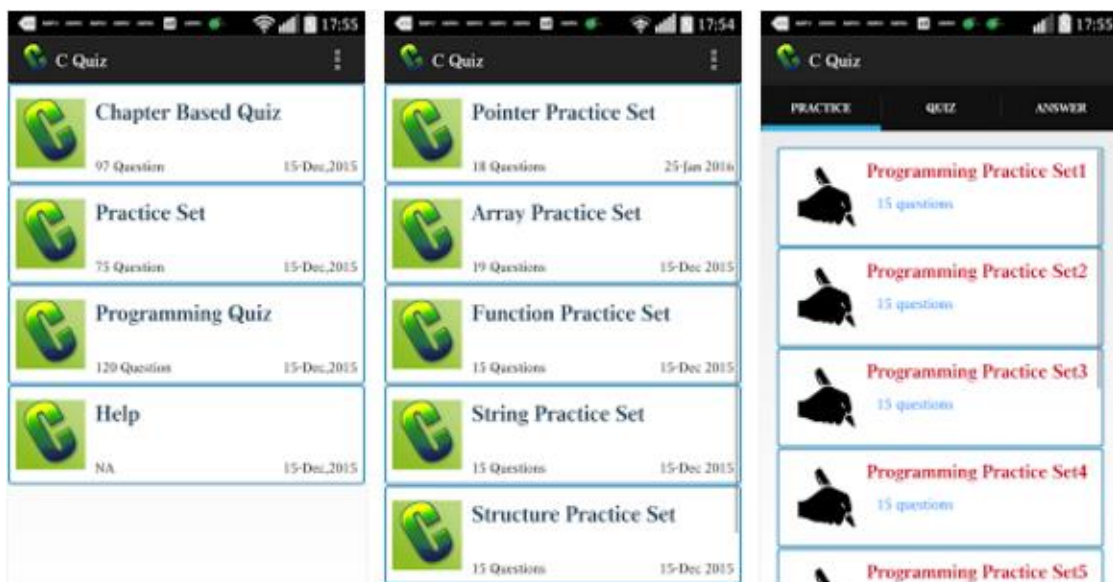 17:55
C Quiz
Chapter Based Quiz
97 Question 15-Dec,2015
Practice Set
75 Question 15-Dec,2015
Programming Quiz
120 Question 15-Dec,2015
Help
NA 15-Dec,2015
17:54
C Quiz
Pointer Practice Set
18 Questions 25-Jan 2016
Array Practice Set
19 Questions 15-Dec 2015
Function Practice Set
15 Questions 15-Dec 2015
String Practice Set
15 Questions 15-Dec 2015
Structure Practice Set
15 Questions 15-Dec 2015
17:55
C Quiz
PRACTICE QUIZ ANSWER
Programming Practice Set1
15 questions
Programming Practice Set2
15 questions
Programming Practice Set3
15 questions
Programming Practice Set4
15 questions
Programming Practice Set5